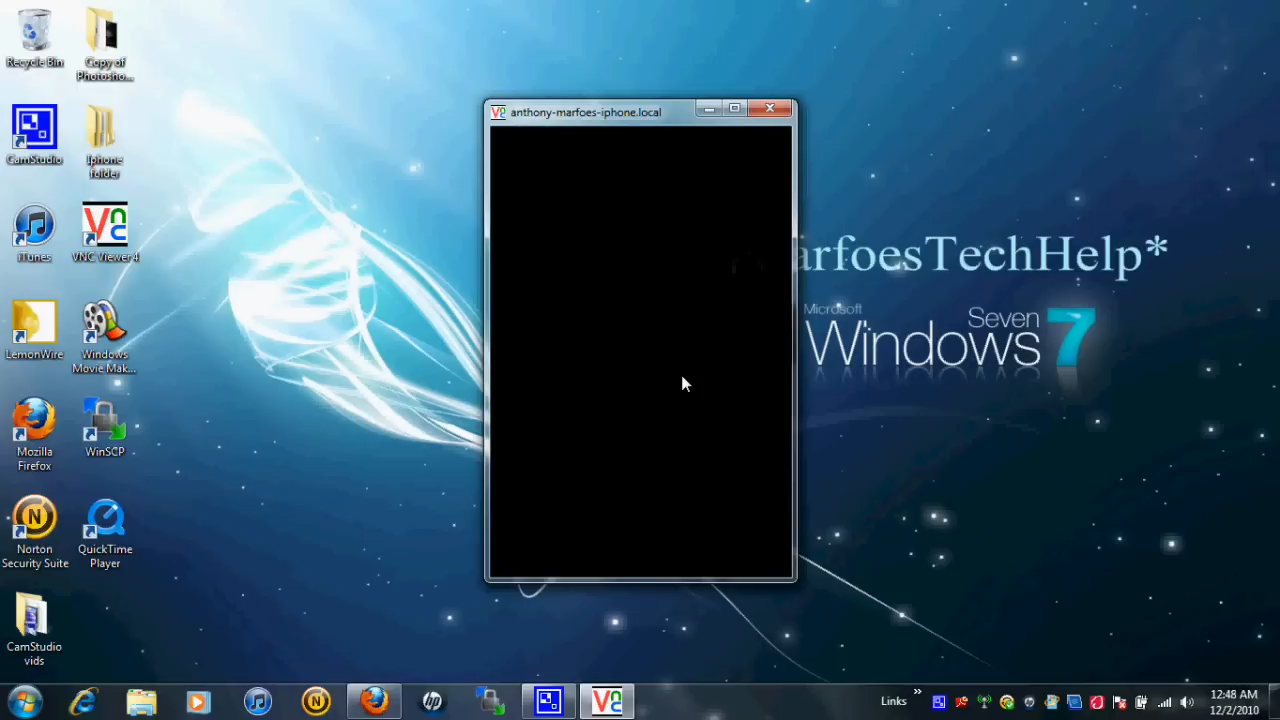 Recycle Bin
Copy of
Photosho...
CamStudio
Iphone
folder
iTunes
VNC Viewer 4
LemonWire
Windows
Movie Mak...
Mozilla
Firefox
WinSCP
Norton
Security Suite
QuickTime
Player
CamStudio
vids
anthony-marfoes-iphone.local
arfoesTechHelp*
Microsoft
Windows Seven 7
Links
12:48 AM
12/2/2010